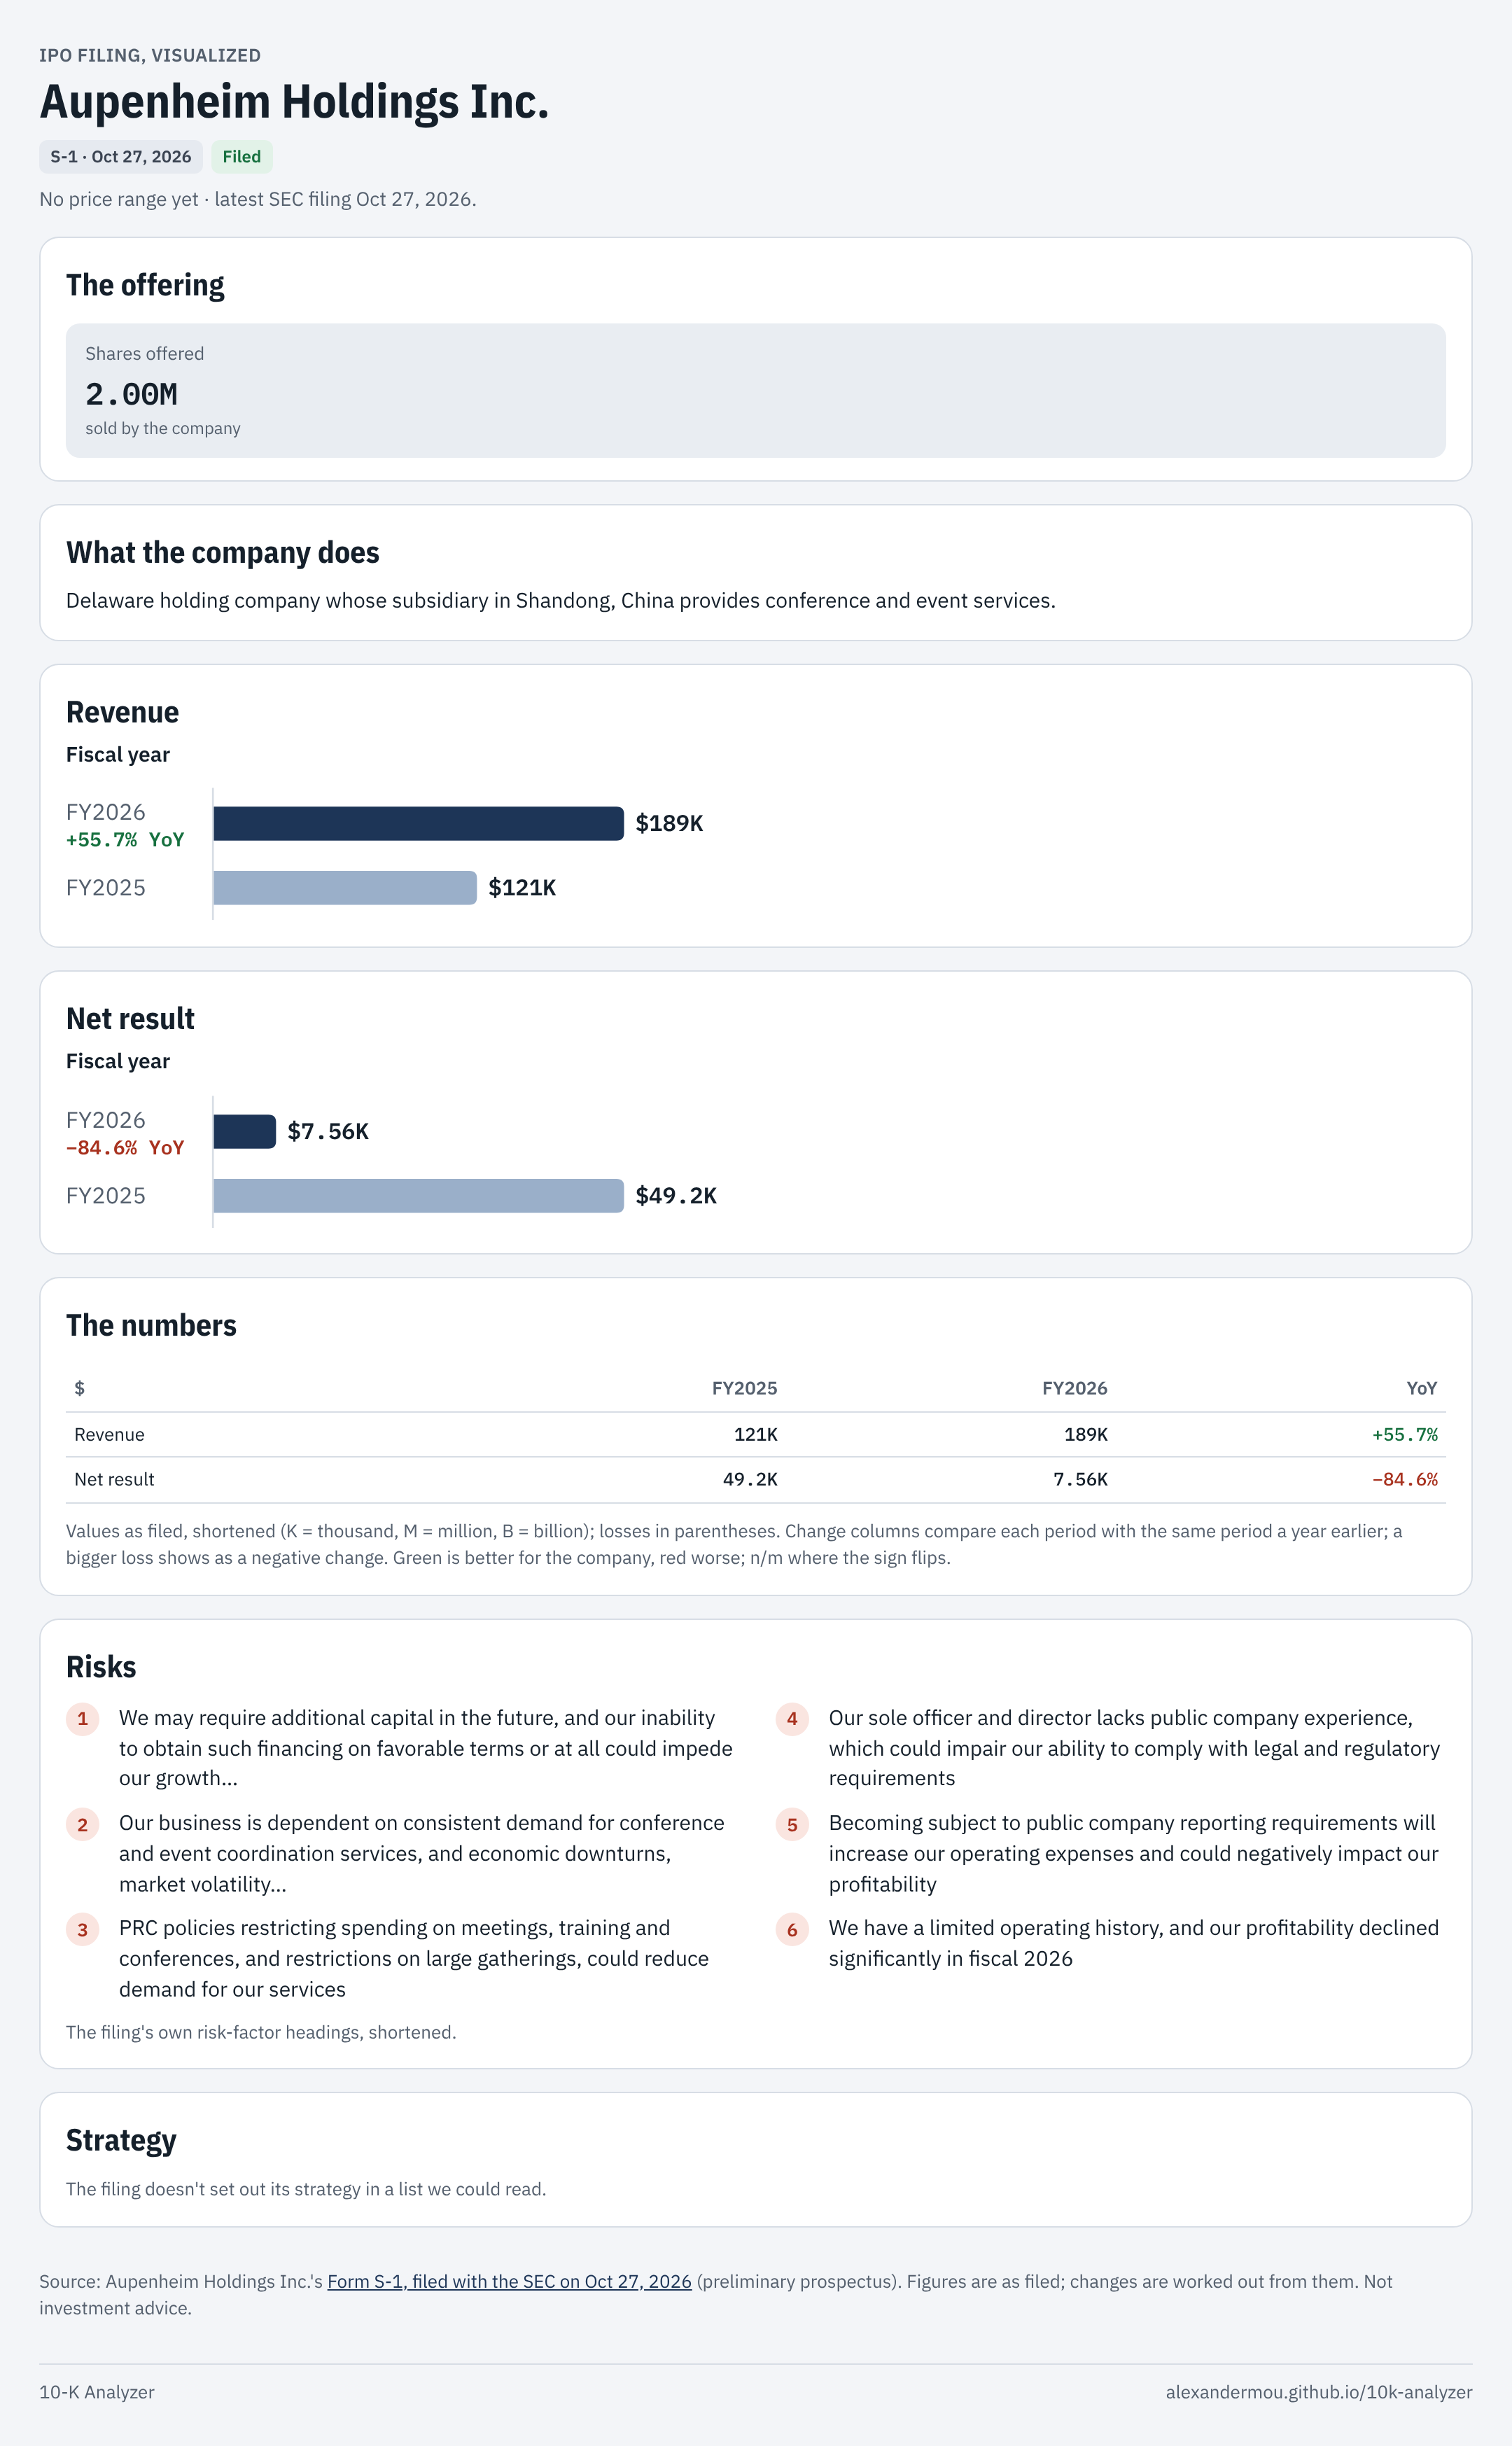 IPO FILING, VISUALIZED
Aupenheim Holdings Inc.
S-1 · Oct 27, 2026 Filed
No price range yet · latest SEC filing Oct 27, 2026.
The offering
Shares offered
2.00M
sold by the company
What the company does
Delaware holding company whose subsidiary in Shandong, China provides conference and event services.
Revenue
Fiscal year
FY2026
+55.7% YoY
$189K
FY2025
$121K
Net result
Fiscal year
FY2026
−84.6% YoY
$7.56K
FY2025
$49.2K
The numbers
$ FY2025 FY2026 YoY
Revenue 121K 189K +55.7%
Net result 49.2K 7.56K −84.6%
Values as filed, shortened (K = thousand, M = million, B = billion); losses in parentheses. Change columns compare each period with the same period a year earlier; a
bigger loss shows as a negative change. Green is better for the company, red worse; n/m where the sign flips.
Risks
1 We may require additional capital in the future, and our inability
to obtain such financing on favorable terms or at all could impede
our growth…
2 Our business is dependent on consistent demand for conference
and event coordination services, and economic downturns,
market volatility…
3 PRC policies restricting spending on meetings, training and
conferences, and restrictions on large gatherings, could reduce
demand for our services
4 Our sole officer and director lacks public company experience,
which could impair our ability to comply with legal and regulatory
requirements
5 Becoming subject to public company reporting requirements will
increase our operating expenses and could negatively impact our
profitability
6 We have a limited operating history, and our profitability declined
significantly in fiscal 2026
The filing's own risk-factor headings, shortened.
Strategy
The filing doesn't set out its strategy in a list we could read.
Source: Aupenheim Holdings Inc.'s Form S-1, filed with the SEC on Oct 27, 2026 (preliminary prospectus). Figures are as filed; changes are worked out from them. Not
investment advice.
10-K Analyzer
alexandermou.github.io/10k-analyzer